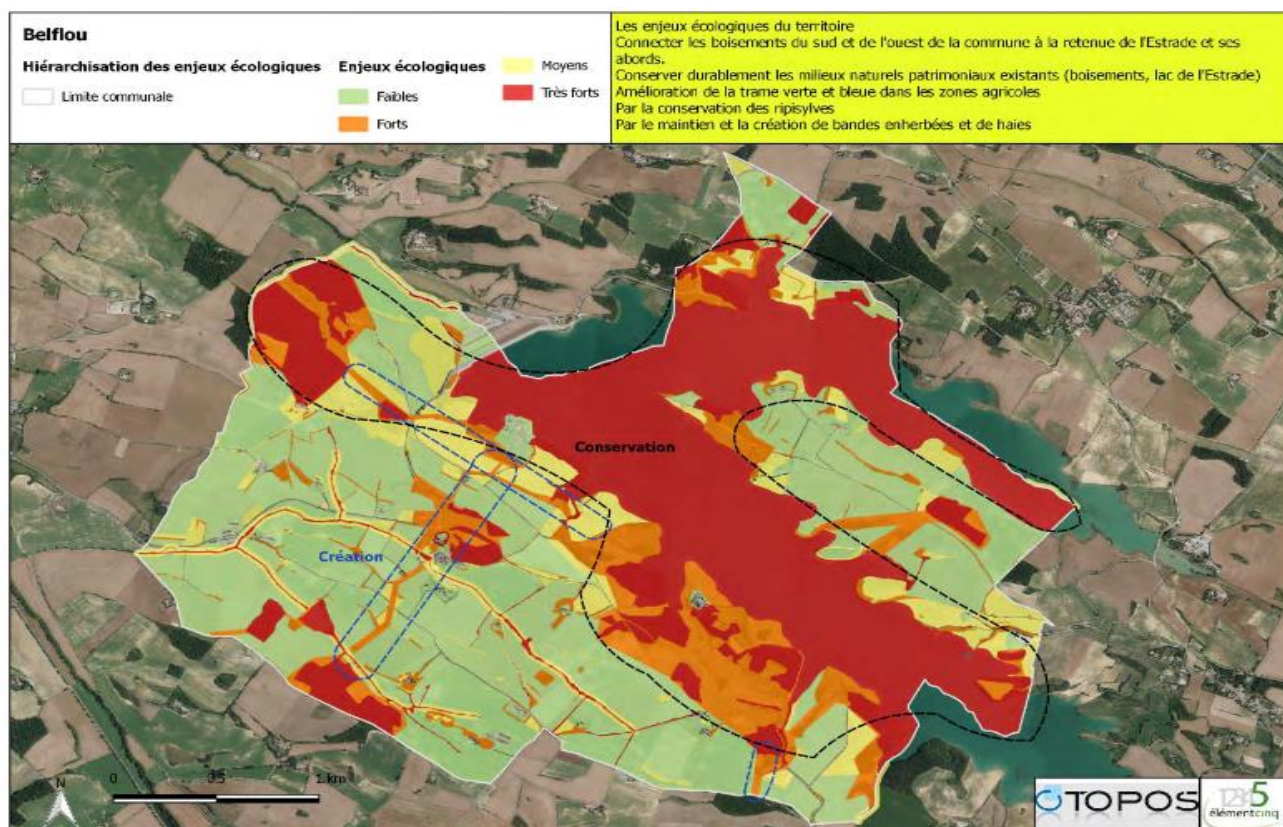 Belflou
Hiérarchisation des enjeux écologiques
Limite communale
Enjeux écologiques
Faibles
Forts
Moyens
Très forts
Les enjeux écologiques du territoire
Connecter les boisements du sud et de l'ouest de la commune à la retenue de l'Estrade et ses
abords.
Conserver durablement les milieux naturels patrimoniaux existants (boisements, lac de l'Estrade)
Amélioration de la trame verte et bleue dans les zones agricoles
Par la conservation des ripisylves
Par le maintien et la création de bandes enherbées et de haies
Conservation
Création
N
0 0.5 1 km
TOPOS
12345
élémentcinq